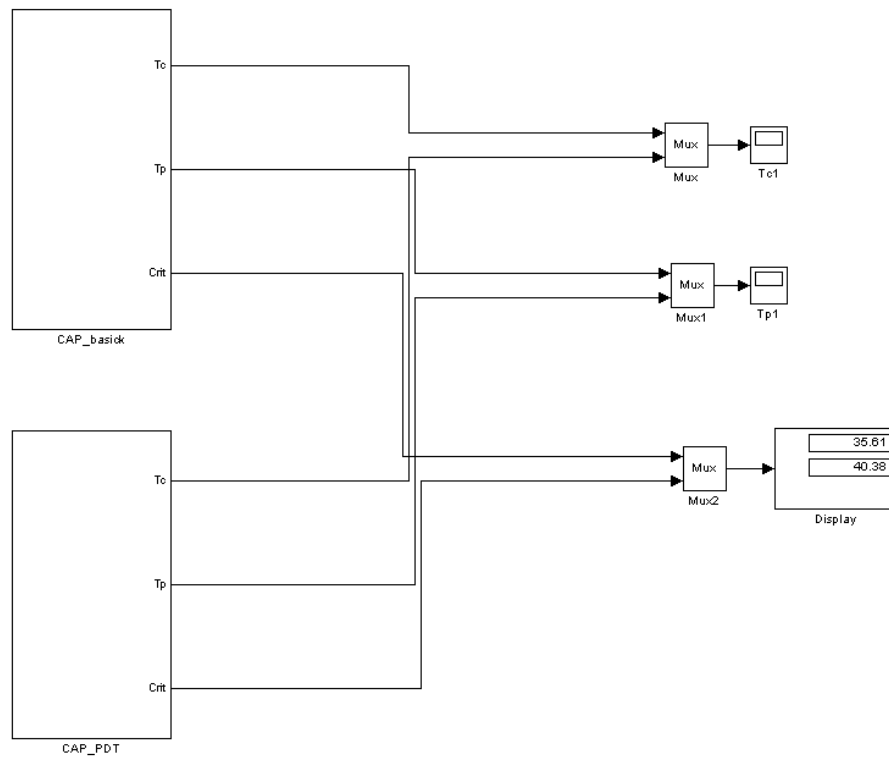 Tc
Tp
Crit
CAP_basick
Mux
Mux
Tc1
Mux
Mux1
Tp1
Tc
Tp
Crit
CAP_PDT
Mux
Mux2
35.61
40.38
Display